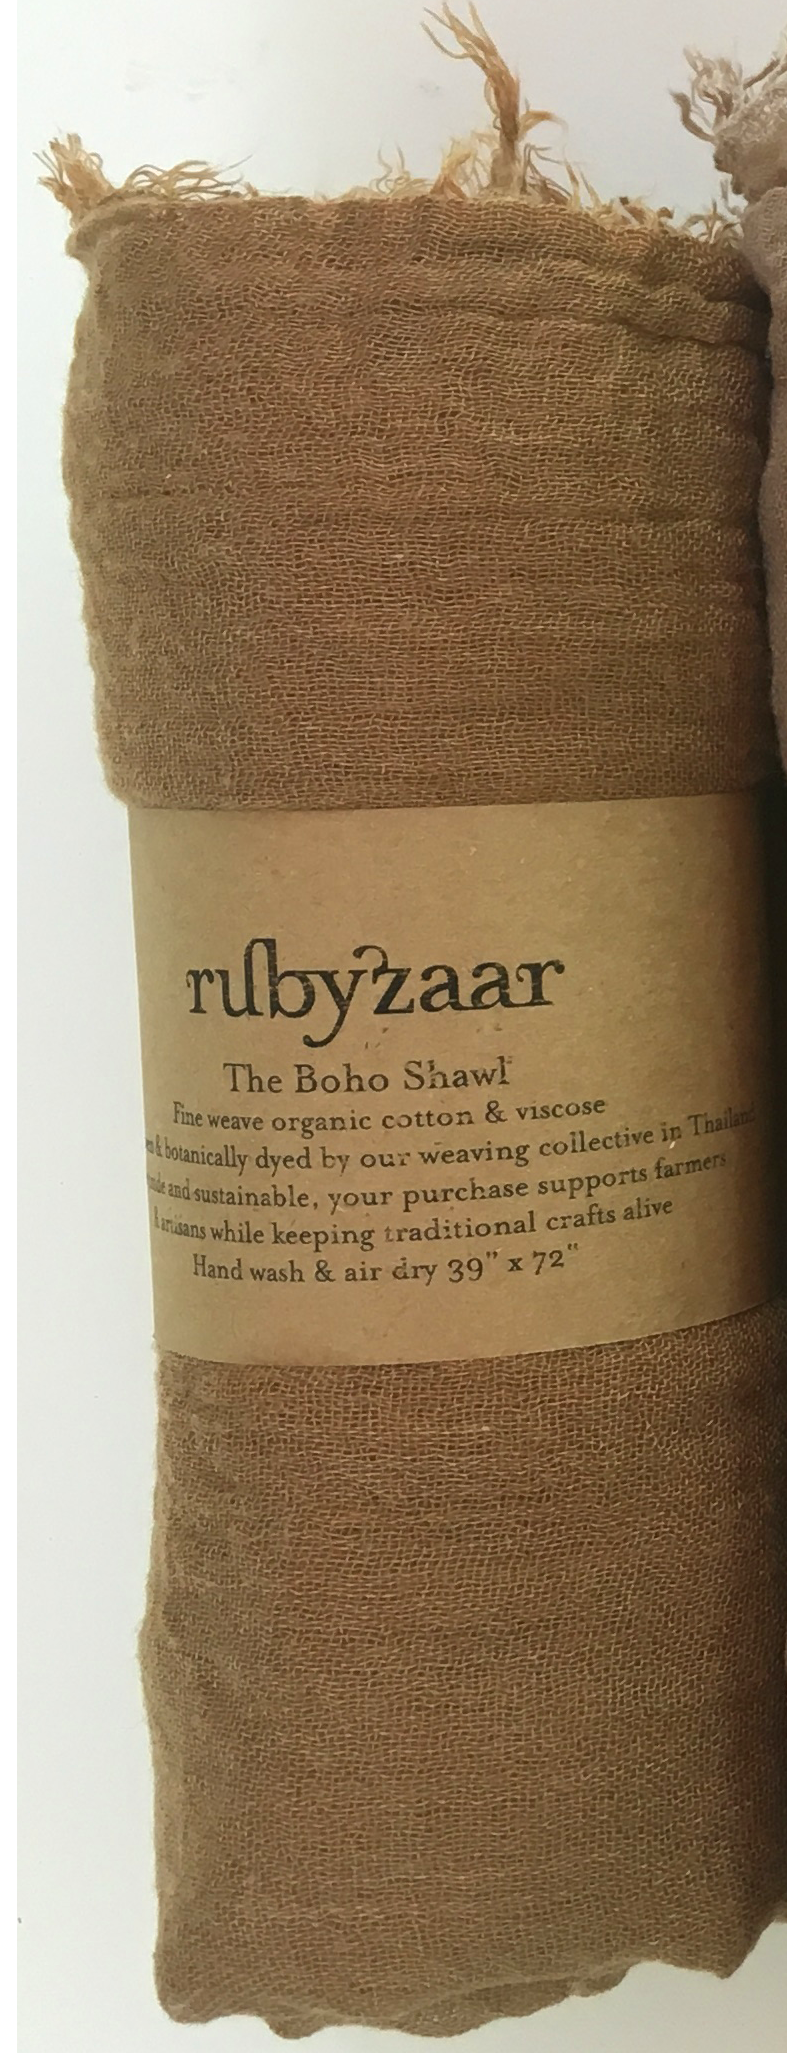 rubyzaar
The Boho Shawl
Fine weave organic cotton & viscose
& botanically dyed by our weaving collective in Thailand
and sustainable, your purchase supports farmers
artisans while keeping traditional crafts alive
Hand wash & air dry 39" x 72"